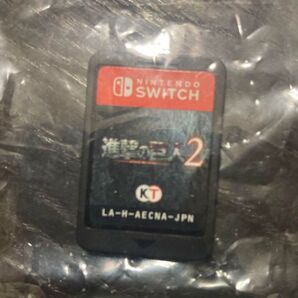 NINTENDO
SWITCH
進撃の巨人2
KT
LA-H-AECNA-JPN